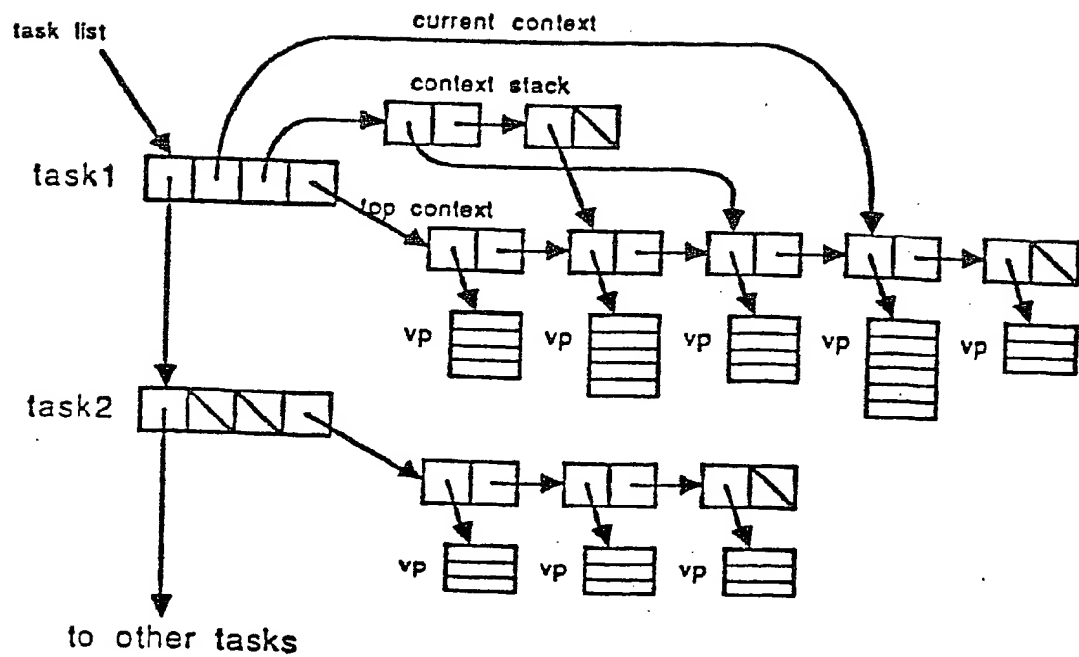 task list
current context
context stack
task1
top context
vp
vp
vp
vp
vp
task2
vp
vp
vp
to other tasks